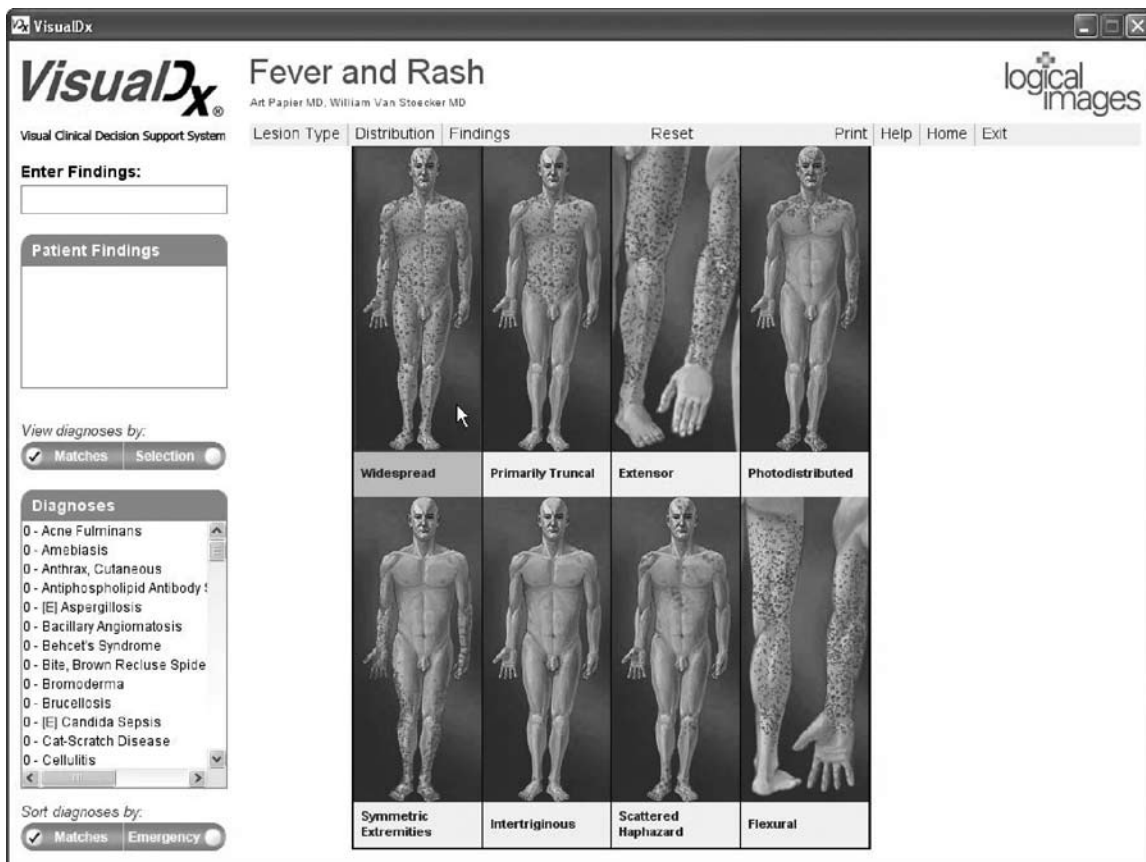 VisualDx
VisualDx®
Visual Clinical Decision Support System
Fever and Rash
Art Papier MD, William Van Stoecker MD
logical
images
Lesion Type Distribution Findings Reset Print Help Home Exit
Enter Findings:
Patient Findings
View diagnoses by:
Matches Selection
Diagnoses
0 - Acne Fulminans
0 - Amebiasis
0 - Anthrax, Cutaneous
0 - Antiphospholipid Antibody S
0 - [E] Aspergillosis
0 - Bacillary Angiomatosis
0 - Behcet's Syndrome
0 - Bite, Brown Recluse Spide
0 - Bromoderma
0 - Brucellosis
0 - [E] Candida Sepsis
0 - Cat-Scratch Disease
0 - Cellulitis
Sort diagnoses by:
Matches Emergency
Widespread Primarily Truncal Extensor Photodistributed
Symmetric
Extremities
Intertriginous
Scattered
Haphazard
Flexural